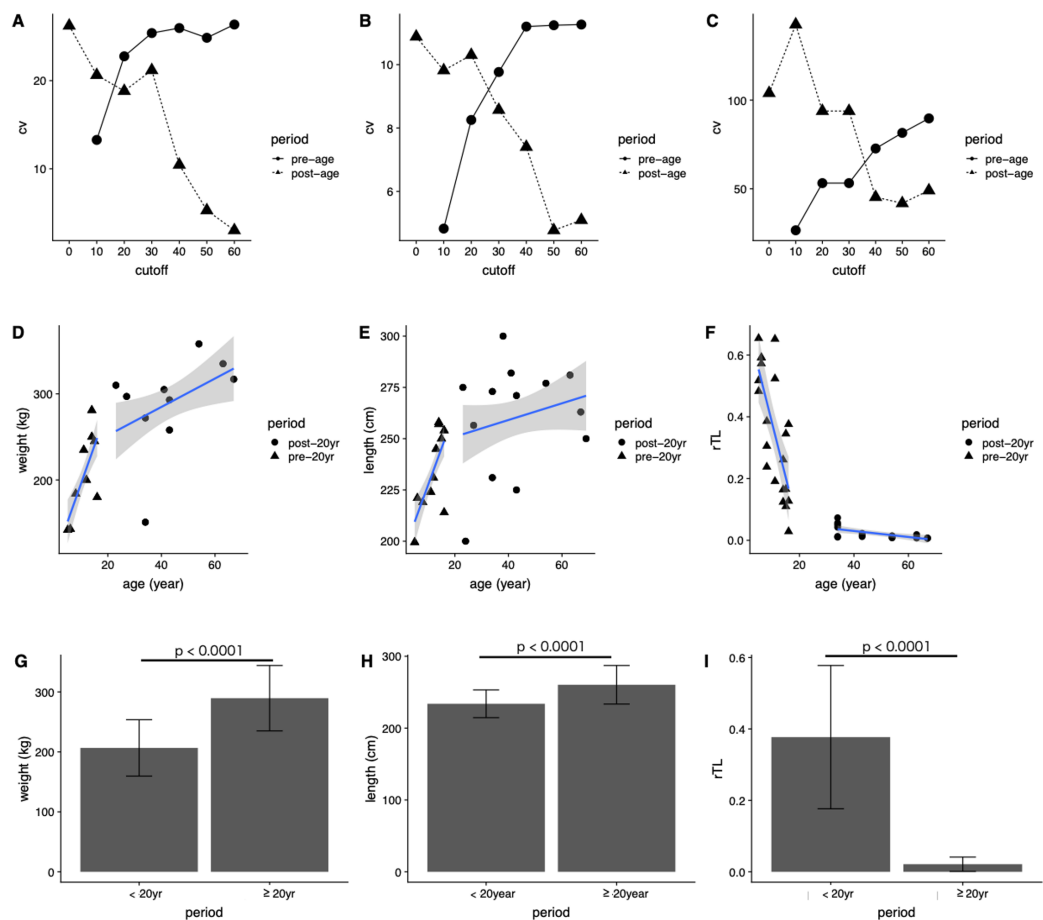 A
cv
20
10
0 10 20 30 40 50 60
cutoff
period
pre-age
post-age
B
cv
10
8
6
0 10 20 30 40 50 60
cutoff
period
pre-age
post-age
C
cv
100
50
0 10 20 30 40 50 60
cutoff
period
pre-age
post-age
D
weight (kg)
300
200
20 40 60
age (year)
period
post-20yr
pre-20yr
E
length (cm)
300
275
250
225
200
20 40 60
age (year)
period
post-20yr
pre-20yr
F
rTL
0.6
0.4
0.2
0.0
20 40 60
age (year)
period
post-20yr
pre-20yr
G
p < 0.0001
weight (kg)
300
200
100
0
< 20yr ≥ 20yr
period
H
p < 0.0001
length (cm)
300
200
100
0
< 20year ≥ 20year
period
I
p < 0.0001
rTL
0.6
0.4
0.2
0.0
< 20yr ≥ 20yr
period